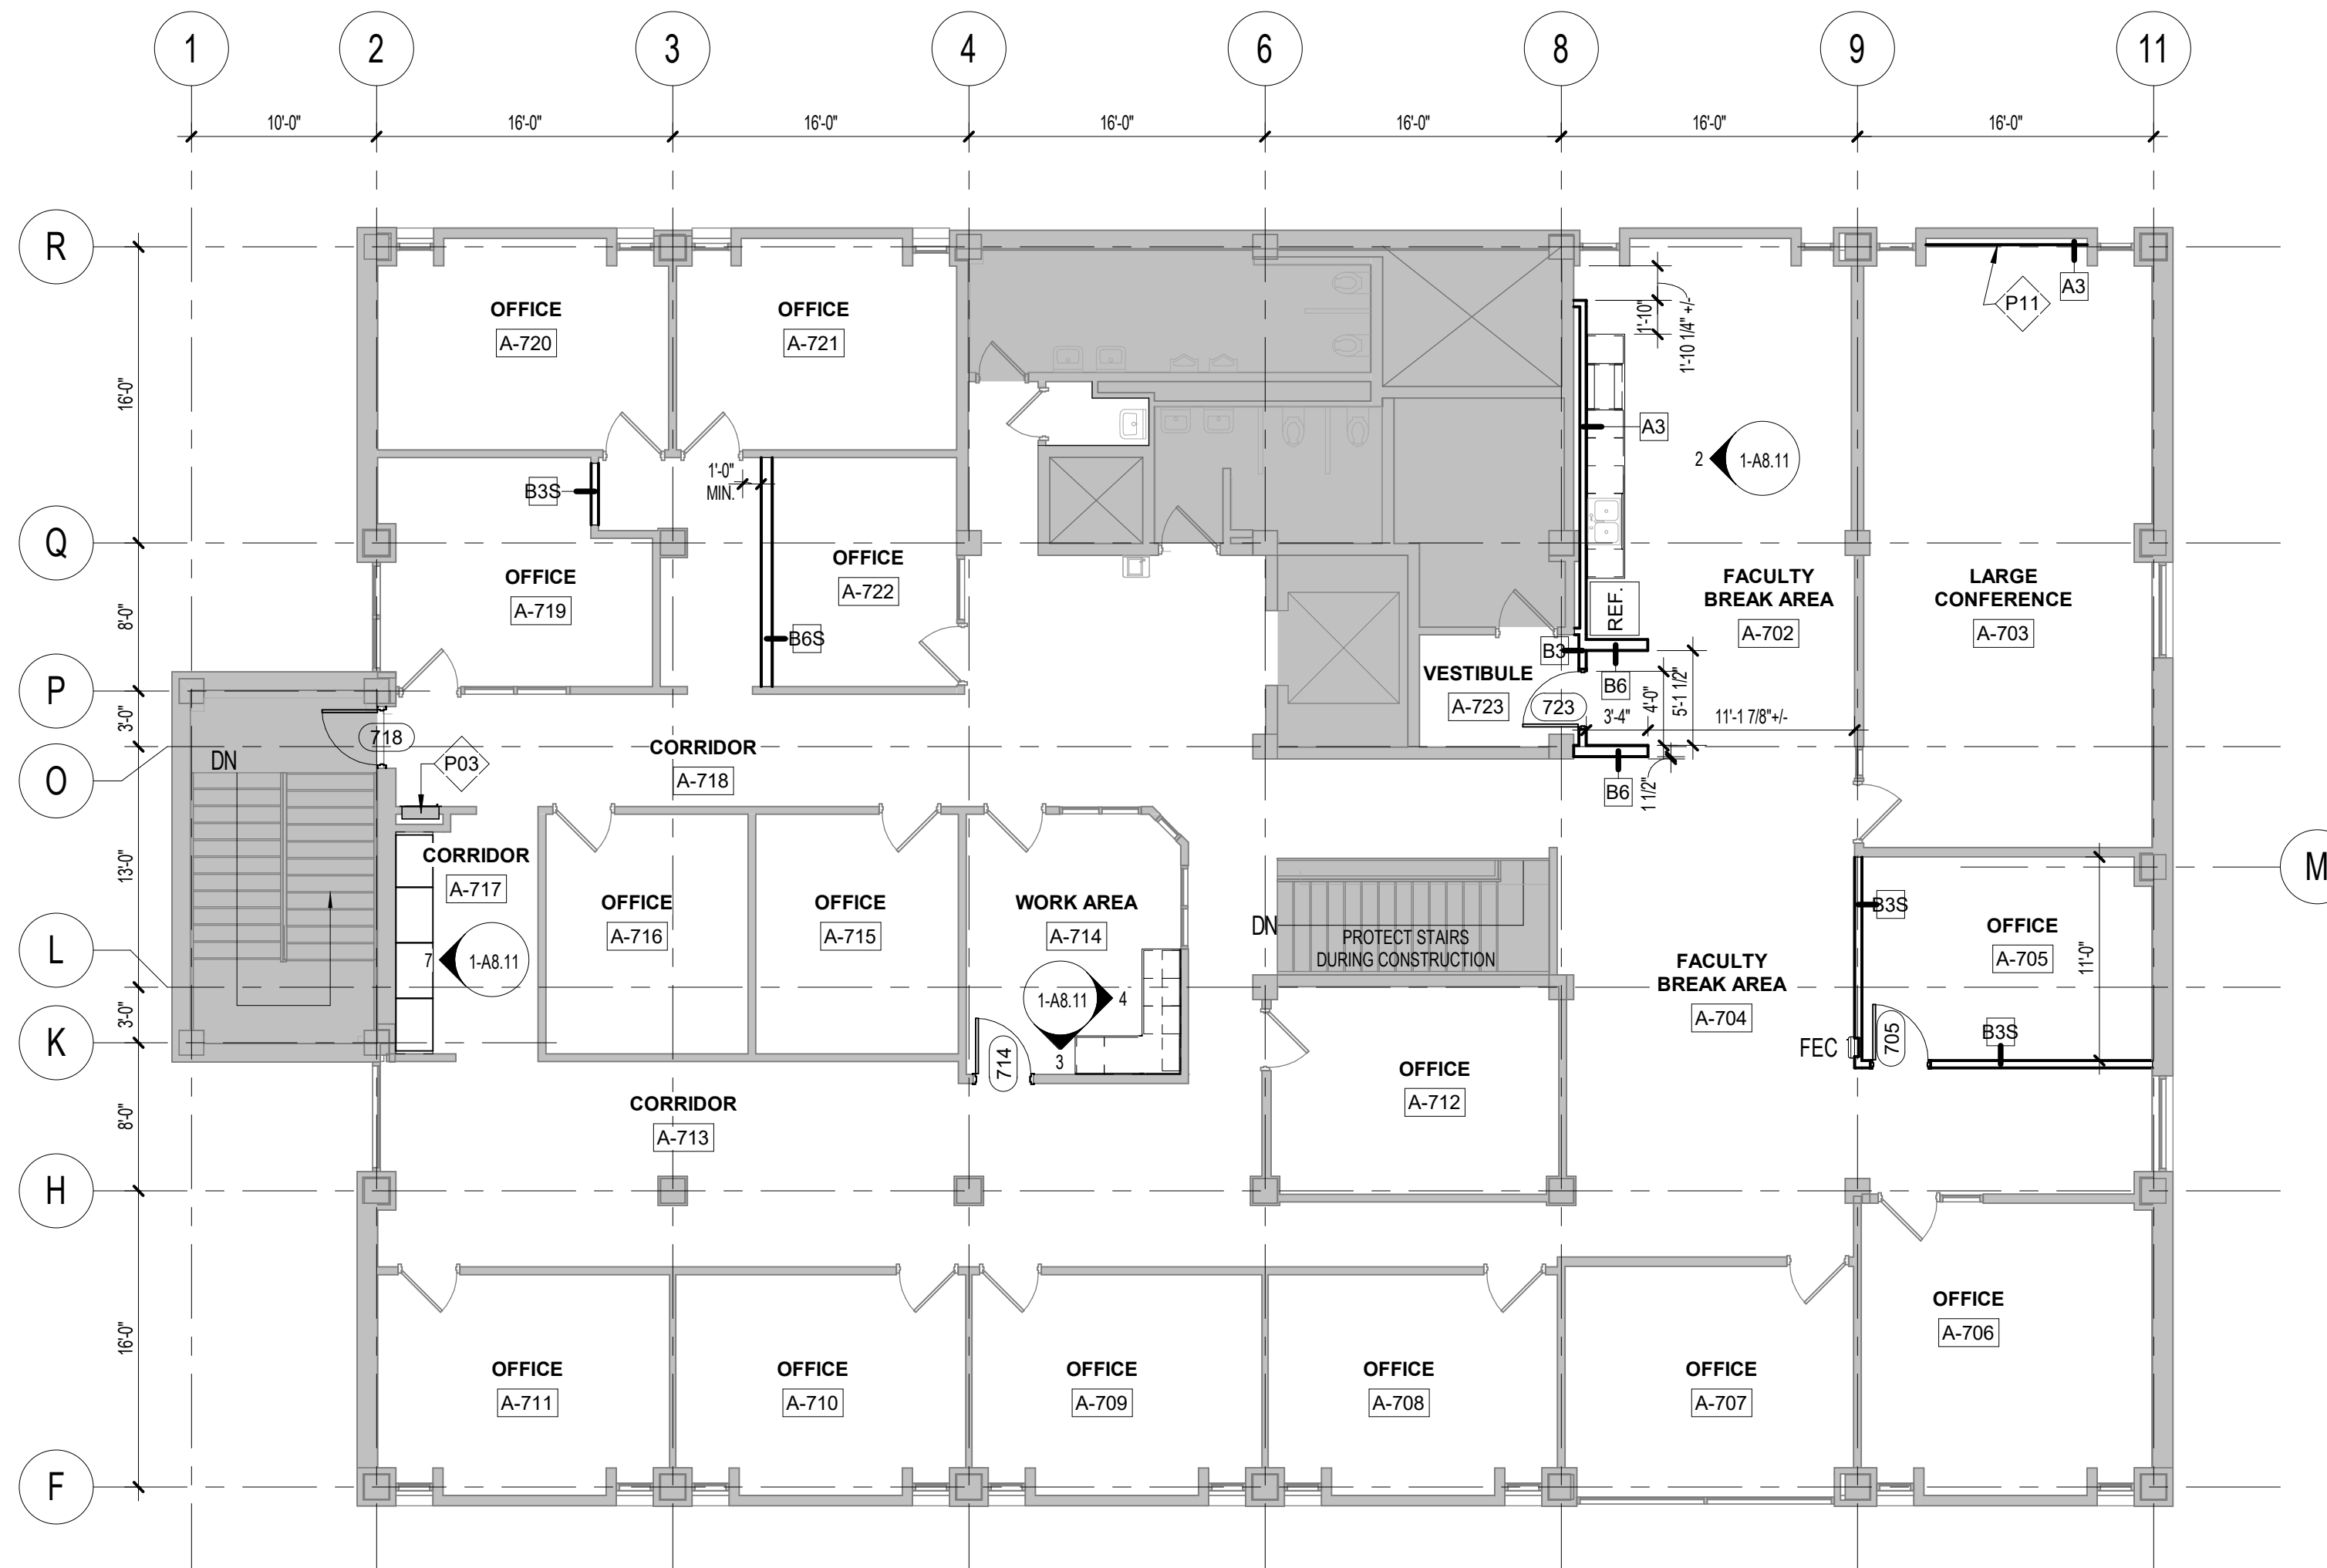 1
2
3
4
6
8
9
11
10'-0"
16'-0"
16'-0"
16'-0"
16'-0"
16'-0"
16'-0"
R
Q
P
O
L
K
H
F
M
16'-0"
8'-0"
3'-0"
13'-0"
3'-0"
8'-0"
16'-0"
OFFICE
A-720
OFFICE
A-721
1'-10"
1'-10 1/4" +/-
A3
P11
A3
2
1-A8.11
B3S
1'-0"
MIN.
OFFICE
A-719
OFFICE
A-722
B6S
REF.
FACULTY
BREAK AREA
A-702
LARGE
CONFERENCE
A-703
VESTIBULE
A-723
B3
B6
723
3'-4"
4'-0"
5'-1 1/2"
11'-1 7/8"+/-
B6
1 1/2"
718
DN
P03
CORRIDOR
A-718
CORRIDOR
A-717
7
1-A8.11
OFFICE
A-716
OFFICE
A-715
WORK AREA
A-714
1-A8.11
4
3
714
DN
PROTECT STAIRS
DURING CONSTRUCTION
FACULTY
BREAK AREA
A-704
B3S
OFFICE
A-705
11'-0"
B3S
705
FEC
OFFICE
A-712
CORRIDOR
A-713
OFFICE
A-711
OFFICE
A-710
OFFICE
A-709
OFFICE
A-708
OFFICE
A-707
OFFICE
A-706